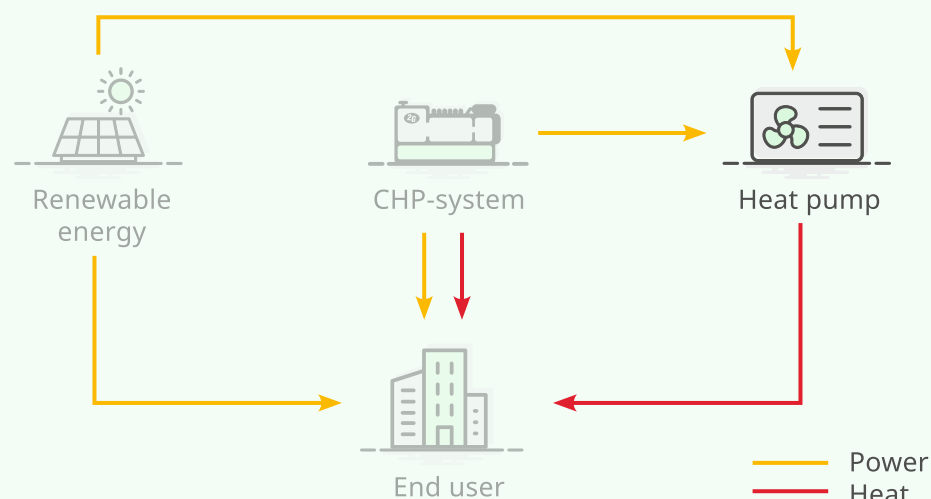 Renewable
energy
CHP-system
Heat pump
End user
Power
Heat